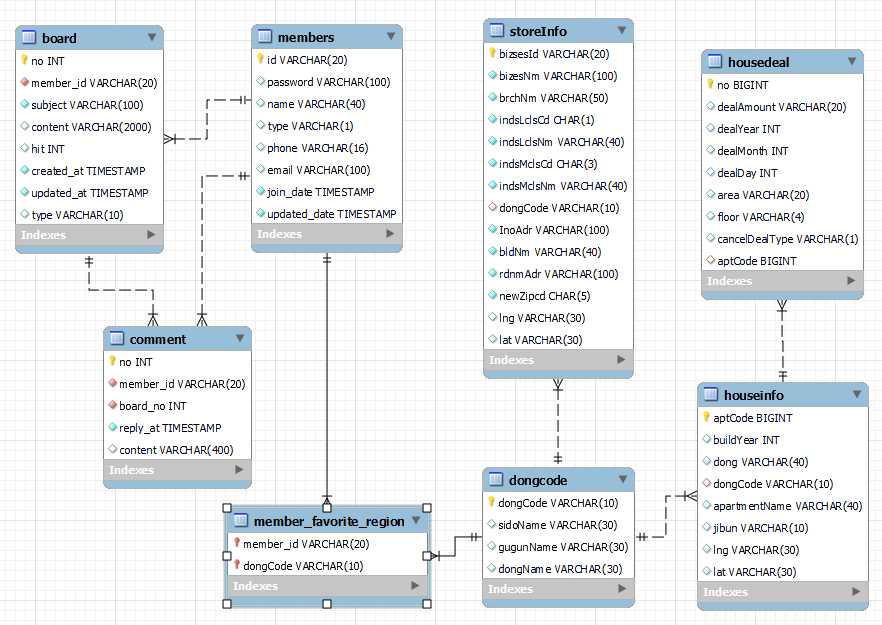 board
no INT
member_id VARCHAR(20)
subject VARCHAR(100)
content VARCHAR(2000)
hit INT
created_at TIMESTAMP
updated_at TIMESTAMP
type VARCHAR(10)
Indexes
members
id VARCHAR(20)
password VARCHAR(100)
name VARCHAR(40)
type VARCHAR(1)
phone VARCHAR(16)
email VARCHAR(100)
join_date TIMESTAMP
updated_date TIMESTAMP
Indexes
storeInfo
bizsesId VARCHAR(20)
bizesNm VARCHAR(100)
brchNm VARCHAR(50)
indsLclsCd CHAR(1)
indsLclsNm VARCHAR(40)
indsMclsCd CHAR(3)
indsMclsNm VARCHAR(40)
dongCode VARCHAR(10)
lnoAdr VARCHAR(100)
bldNm VARCHAR(40)
rdnmAdr VARCHAR(100)
newZipcd CHAR(5)
lng VARCHAR(30)
lat VARCHAR(30)
Indexes
housedeal
no BIGINT
dealAmount VARCHAR(20)
dealYear INT
dealMonth INT
dealDay INT
area VARCHAR(20)
floor VARCHAR(4)
cancelDealType VARCHAR(1)
aptCode BIGINT
Indexes
comment
no INT
member_id VARCHAR(20)
board_no INT
reply_at TIMESTAMP
content VARCHAR(400)
Indexes
member_favorite_region
member_id VARCHAR(20)
dongCode VARCHAR(10)
Indexes
dongcode
dongCode VARCHAR(10)
sidoName VARCHAR(30)
gugunName VARCHAR(30)
dongName VARCHAR(30)
Indexes
houseinfo
aptCode BIGINT
buildYear INT
dong VARCHAR(40)
dongCode VARCHAR(10)
apartmentName VARCHAR(40)
jibun VARCHAR(10)
lng VARCHAR(30)
lat VARCHAR(30)
Indexes